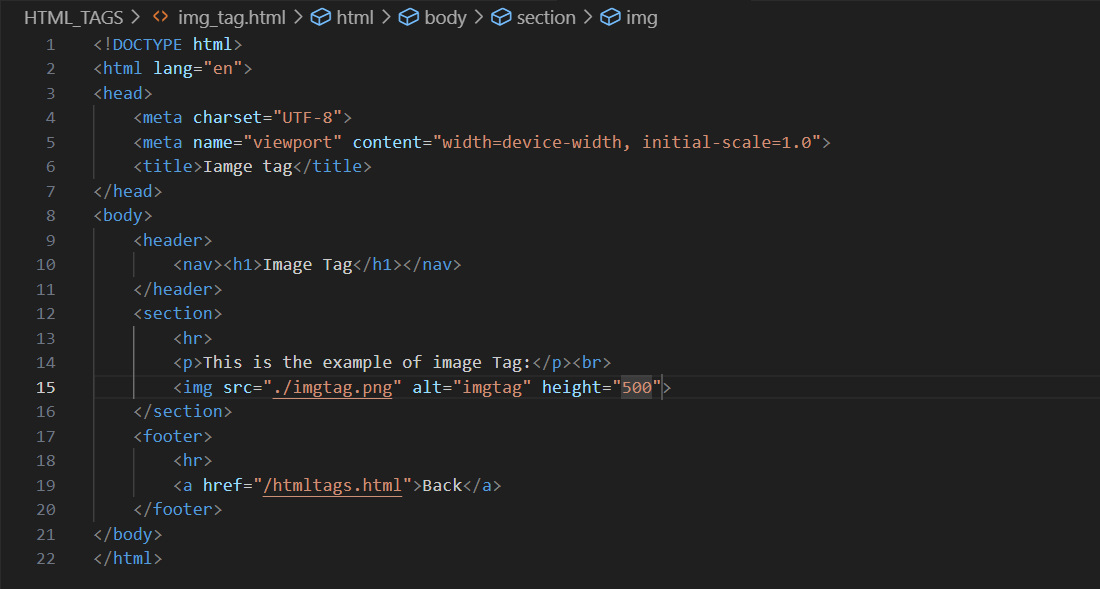 HTML_TAGS > <> img_tag.html > html > body > section > img
1 <!DOCTYPE html>
2 <html lang="en">
3 <head>
4     <meta charset="UTF-8">
5     <meta name="viewport" content="width=device-width, initial-scale=1.0">
6     <title>Iamge tag</title>
7 </head>
8 <body>
9     <header>
10         <nav><h1>Image Tag</h1></nav>
11     </header>
12     <section>
13         <hr>
14         <p>This is the example of image Tag:</p><br>
15         <img src="./imgtag.png" alt="imgtag" height="500">
16     </section>
17     <footer>
18         <hr>
19         <a href="/htmltags.html">Back</a>
20     </footer>
21 </body>
22 </html>